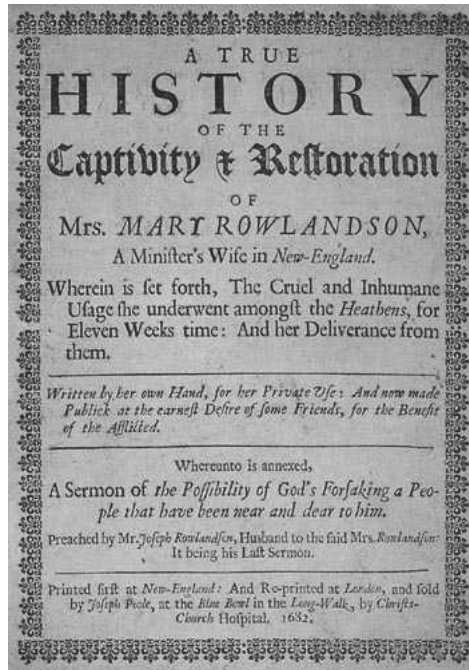 A TRUE
HISTORY
OF THE
Captivity & Restoration
OF
Mrs. MARY ROWLANDSON,
A Minister's Wife in New-England.
Wherein is set forth, The Cruel and Inhumane
Usage she underwent amongst the Heathens, for
Eleven Weeks time: And her Deliverance from
them.
Written by her own Hand, for her Private Use: And now made
Publick at the earnest Desire of some Friends, for the Benefit
of the Afflicted.
Whereunto is annexed,
A Sermon of the Possibility of God's Forsaking a Peo-
ple that have been near and dear to him.
Preached by Mr. Joseph Rowlandson, Husband to the said Mrs. Rowlandson:
It being his Last Sermon.
Printed first at New-England: And Re-printed at London, and sold
by Joseph Poole, at the Blue Bowl in the Long-Walk, by Christs-
Church Hospital. 1682.